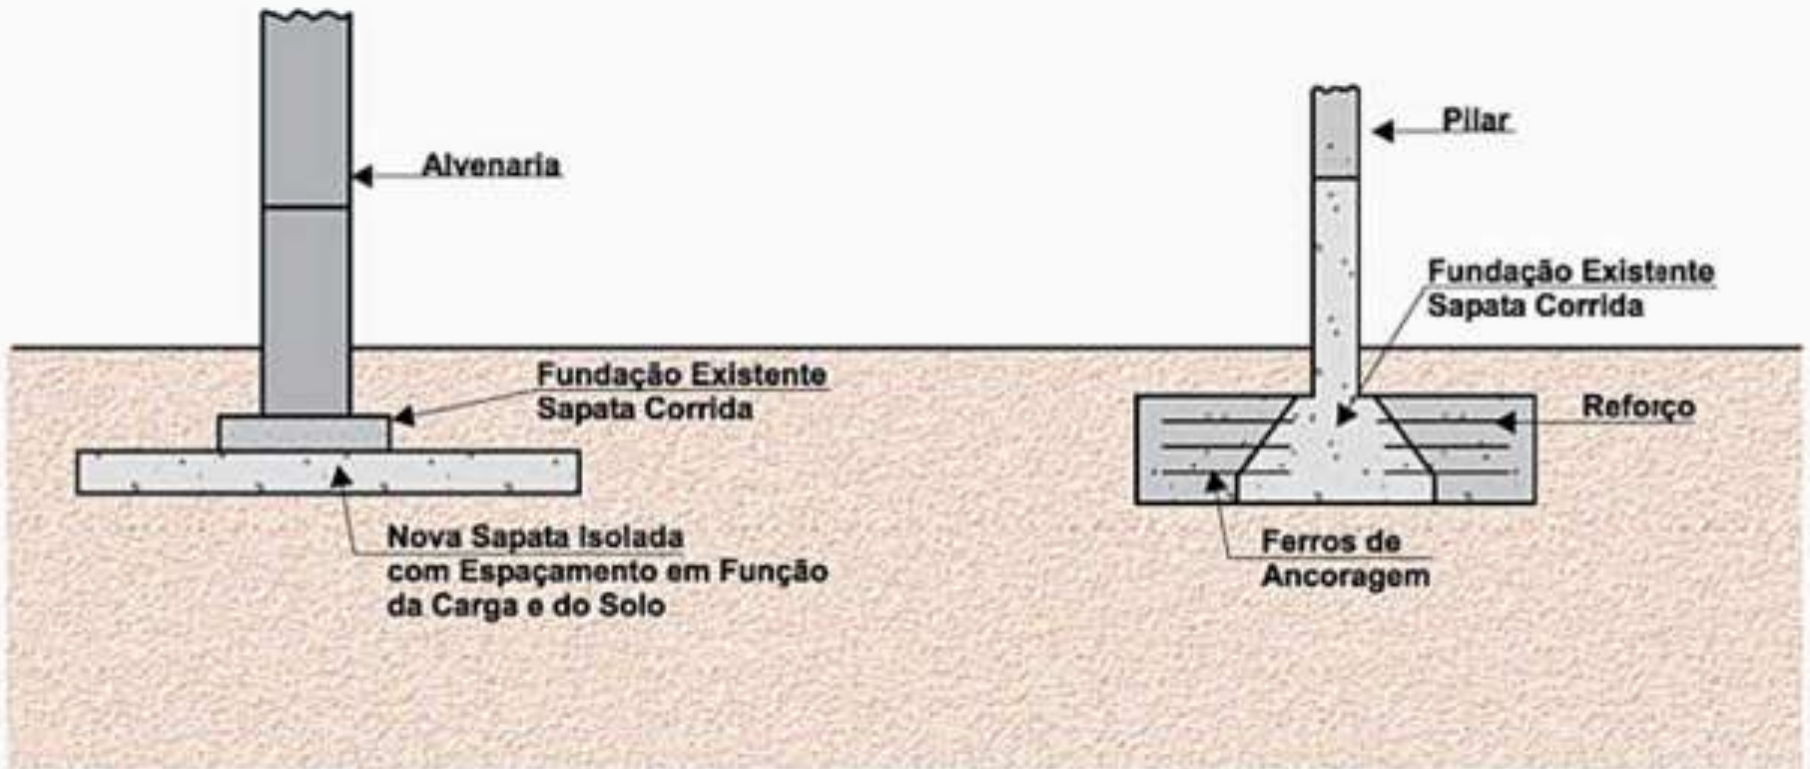 Alvenaria
Fundação Existente
Sapata Corrida
Nova Sapata Isolada
com Espaçamento em Função
da Carga e do Solo
Pilar
Fundação Existente
Sapata Corrida
Reforço
Ferros de
Ancoragem